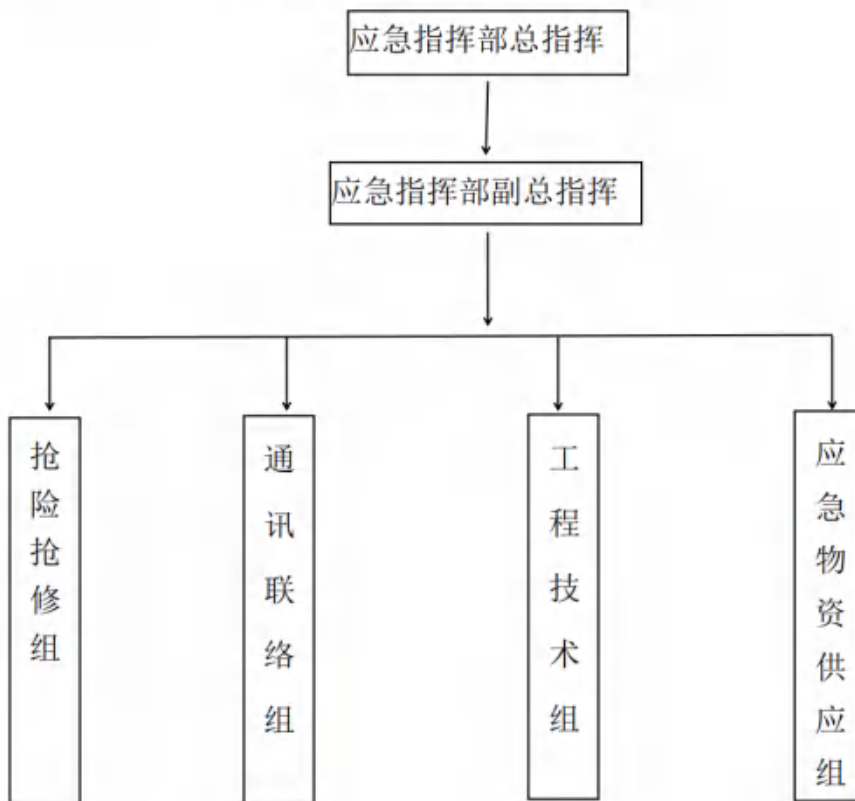 应急指挥部总指挥
应急指挥部副总指挥
抢险抢修组
通讯联络组
工程技术组
应急物资供应组